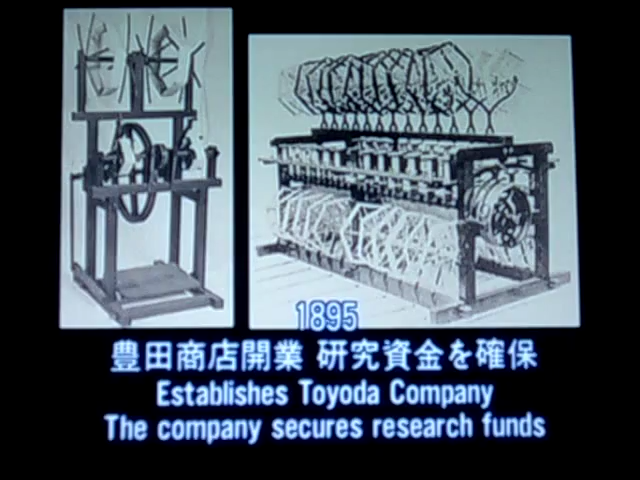 1895
豊田商店開業 研究資金を確保
Establishes Toyoda Company
The company secures research funds